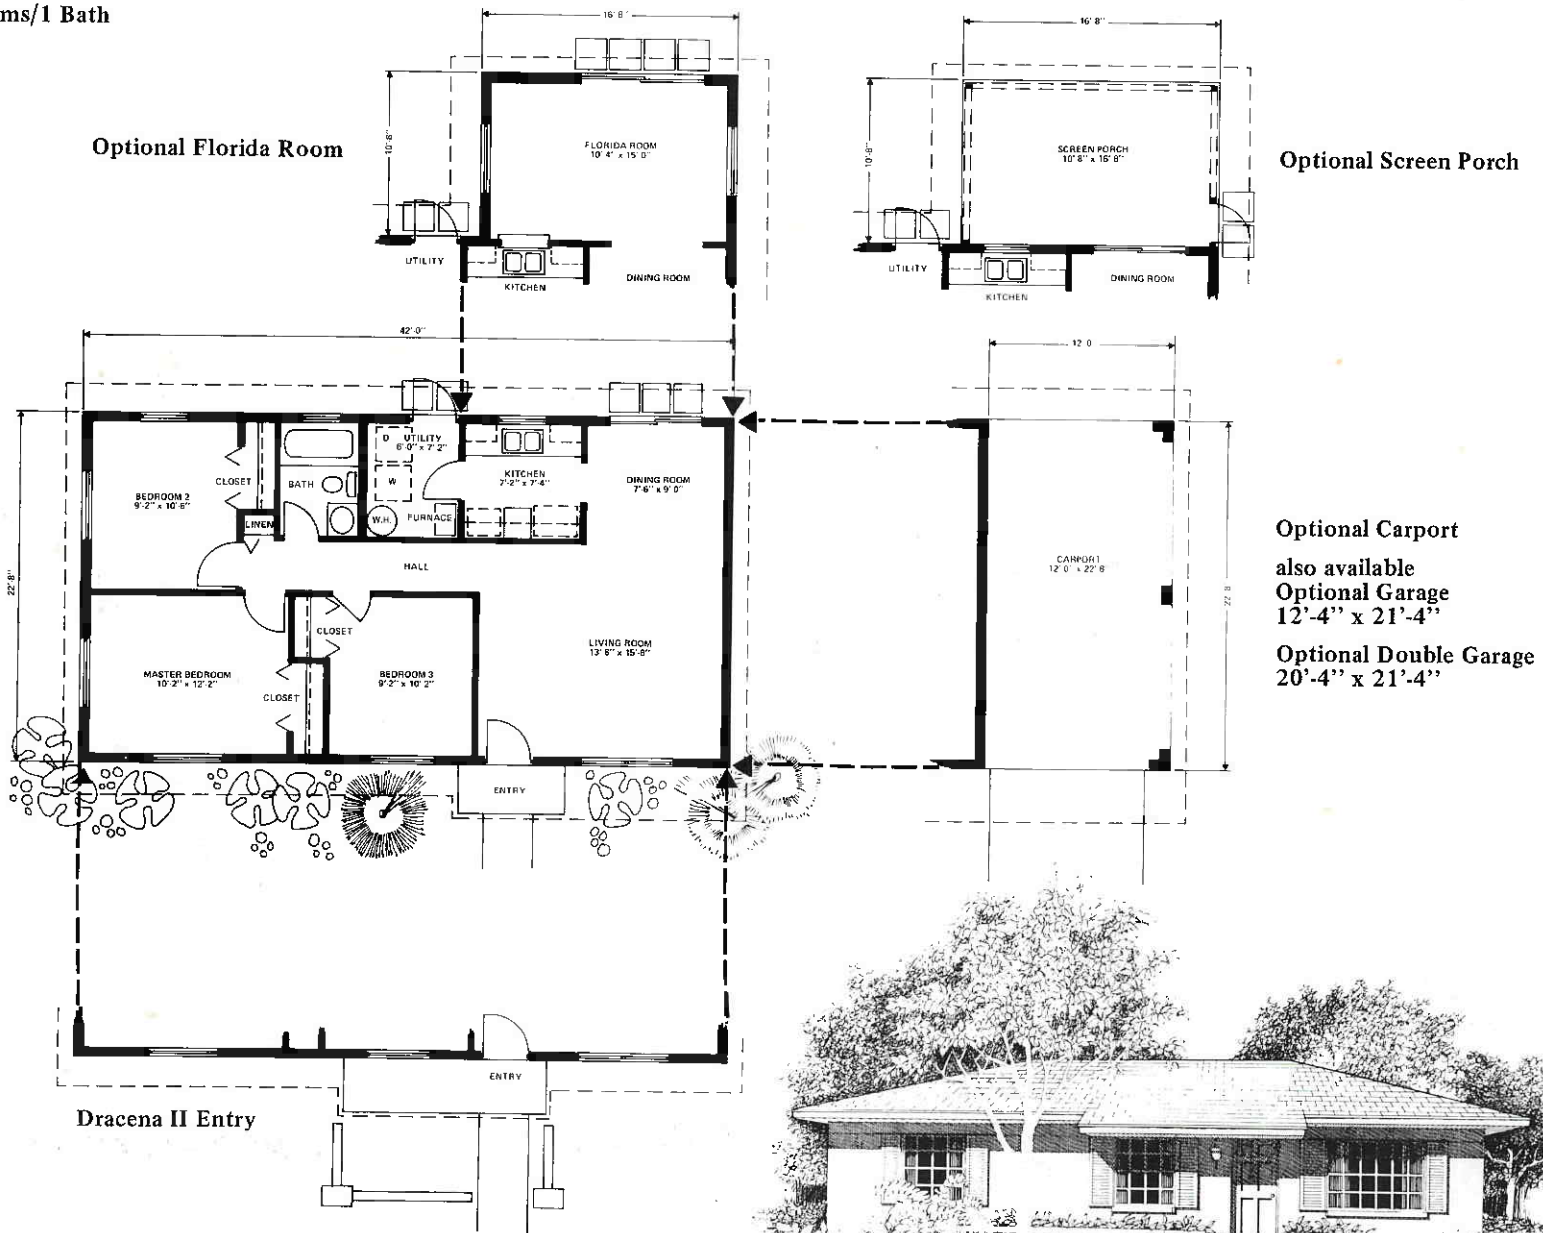 ms/1 Bath
16'8"
16'8"
10'-8"
Optional Florida Room
FLORIDA ROOM
10' 4" x 15' 0"
UTILITY
KITCHEN
DINING ROOM
10'-8"
SCREEN PORCH
10' 8" x 16' 8"
Optional Screen Porch
UTILITY
KITCHEN
DINING ROOM
42'-0"
12'0
22'8"
BEDROOM 2
9'-2" x 10'-6"
CLOSET
LINEN
BATH
D
UTILITY
6'-0" x 7'2"
W
W.H.
FURNACE
KITCHEN
7'-2" x 7'-4"
DINING ROOM
7'-6" x 9'0"
HALL
CLOSET
MASTER BEDROOM
10'-2" x 12'-2"
CLOSET
BEDROOM 3
9'-2" x 10'2"
LIVING ROOM
13'8" x 15'-8"
ENTRY
CARPORT
12'0" x 22'8"
22'8
Optional Carport
also available
Optional Garage
12'-4" x 21'-4"
Optional Double Garage
20'-4" x 21'-4"
ENTRY
Dracena II Entry